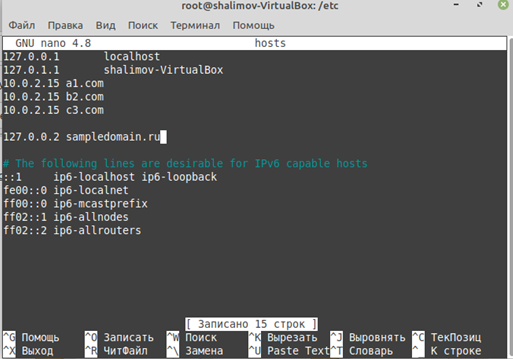 root@shalimov-VirtualBox: /etc
Файл Правка Вид Поиск Терминал Помощь
GNU nano 4.8 hosts
127.0.0.1 localhost
127.0.1.1 shalimov-VirtualBox
10.0.2.15 a1.com
10.0.2.15 b2.com
10.0.2.15 c3.com
127.0.0.2 sampledomain.ru
# The following lines are desirable for IPv6 capable hosts
::1 ip6-localhost ip6-loopback
fe00::0 ip6-localnet
ff00::0 ip6-mcastprefix
ff02::1 ip6-allnodes
ff02::2 ip6-allrouters
[ Записано 15 строк ]
^G Помощь ^O Записать ^W Поиск ^K Вырезать ^J Выровнять ^C ТекПозиц
^X Выход ^R ЧитФайл ^\ Замена ^U Paste Text ^T Словарь ^_ К строке